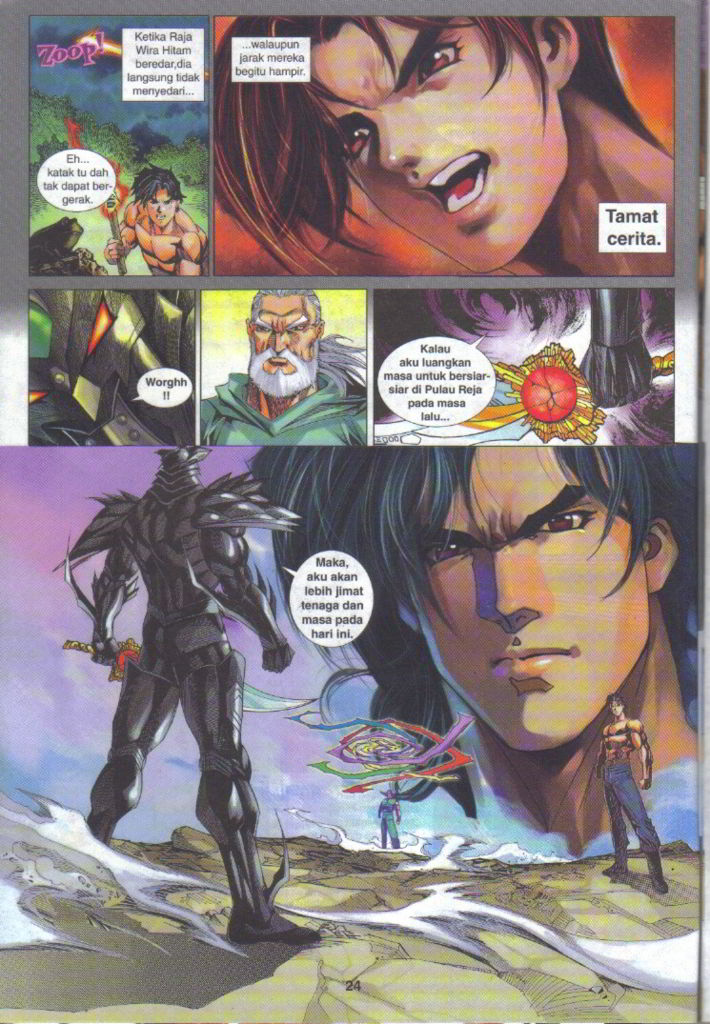 Zoop!
Ketika Raja
Wira Hitam
beredar,dia
langsung tidak
menyedari...
...walaupun
jarak mereka
begitu hampir.
Eh...
katak tu dah
tak dapat ber-
gerak.
Tamat
cerita.
Worghh
!!
Kalau
aku luangkan
masa untuk bersiar-
siar di Pulau Reja
pada masa
lalu...
Maka,
aku akan
lebih jimat
tenaga dan
masa pada
hari ini.
24